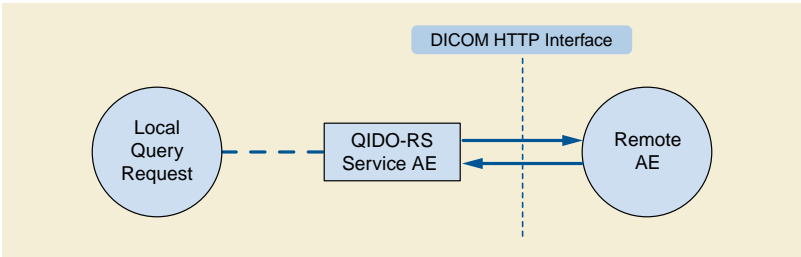 DICOM HTTP Interface
Local
Query
Request
QIDO-RS
Service AE
Remote
AE